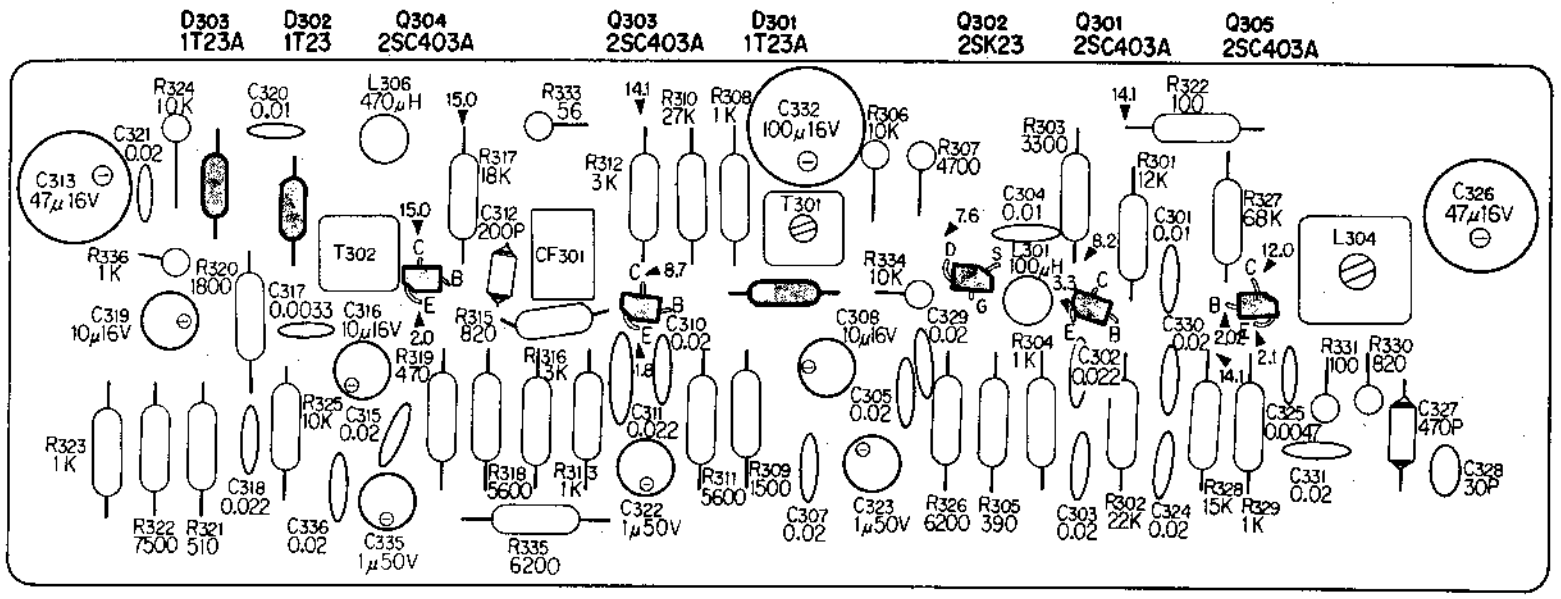 D303
1T23A
D302
1T23
Q304
2SC403A
Q303
2SC403A
D301
1T23A
Q302
2SK23
Q301
2SC403A
Q305
2SC403A
R324
10K
C320
0.01
L306
470μH
15.0
R333
56
14.1
R310
27K
R308
1K
C332
100μ16V
R306
10K
R307
4700
14.1
R322
100
R303
3300
C321
0.02
C313
47μ16V
R317
18K
R312
3K
R301
12K
C326
47μ16V
T301
C304
0.01
R327
68K
C301
0.01
C312
200P
15.0
C
T302
B
E
2.0
CF301
C
8.7
B
E
1.8
7.6
D
S
G
L301
100μH
8.2
3.3
C
E
B
12.0
C
B
E
2.02
2.1
14.1
L304
R336
1K
R320
1800
R334
10K
C319
10μ16V
C317
0.0033
C316
10μ16V
R315
820
C310
0.02
C308
10μ16V
C329
0.02
R304
1K
C302
0.022
C330
0.02
R331
100
R330
820
R319
470
R316
3K
R325
10K
C315
0.02
C311
0.022
C305
0.02
C325
0.0047
C327
470P
R323
1K
C318
0.022
R318
5600
R313
1K
R311
5600
R309
1500
C331
0.02
C328
30P
R322
7500
R321
510
C336
0.02
C335
1μ50V
R335
6200
C322
1μ50V
C307
0.02
C323
1μ50V
R326
6200
R305
390
C303
0.02
R302
22K
C324
0.02
R328
15K
R329
1K